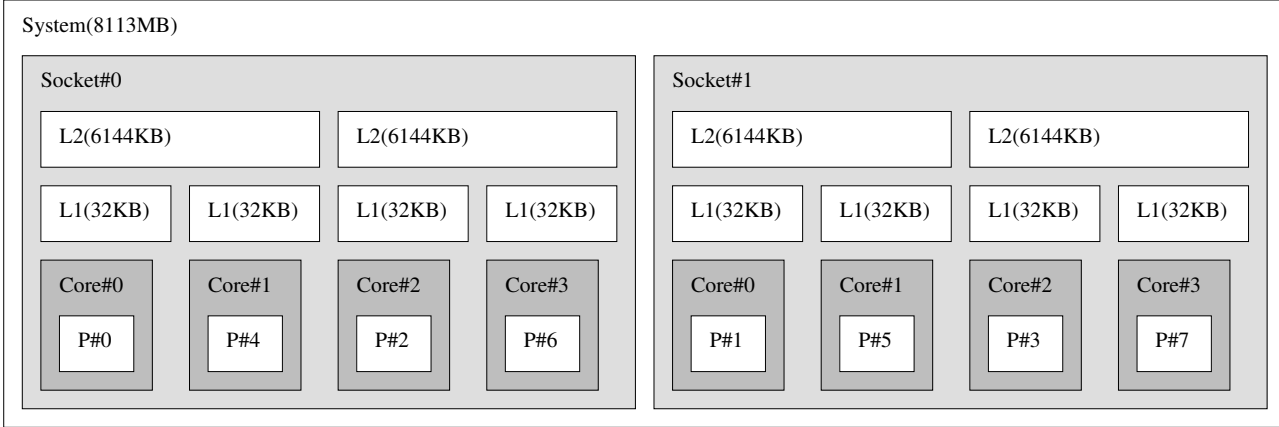 System(8113MB)
Socket#0
Socket#1
L2(6144KB)
L2(6144KB)
L2(6144KB)
L2(6144KB)
L1(32KB)
L1(32KB)
L1(32KB)
L1(32KB)
L1(32KB)
L1(32KB)
L1(32KB)
L1(32KB)
Core#0
Core#1
Core#2
Core#3
Core#0
Core#1
Core#2
Core#3
P#0
P#4
P#2
P#6
P#1
P#5
P#3
P#7